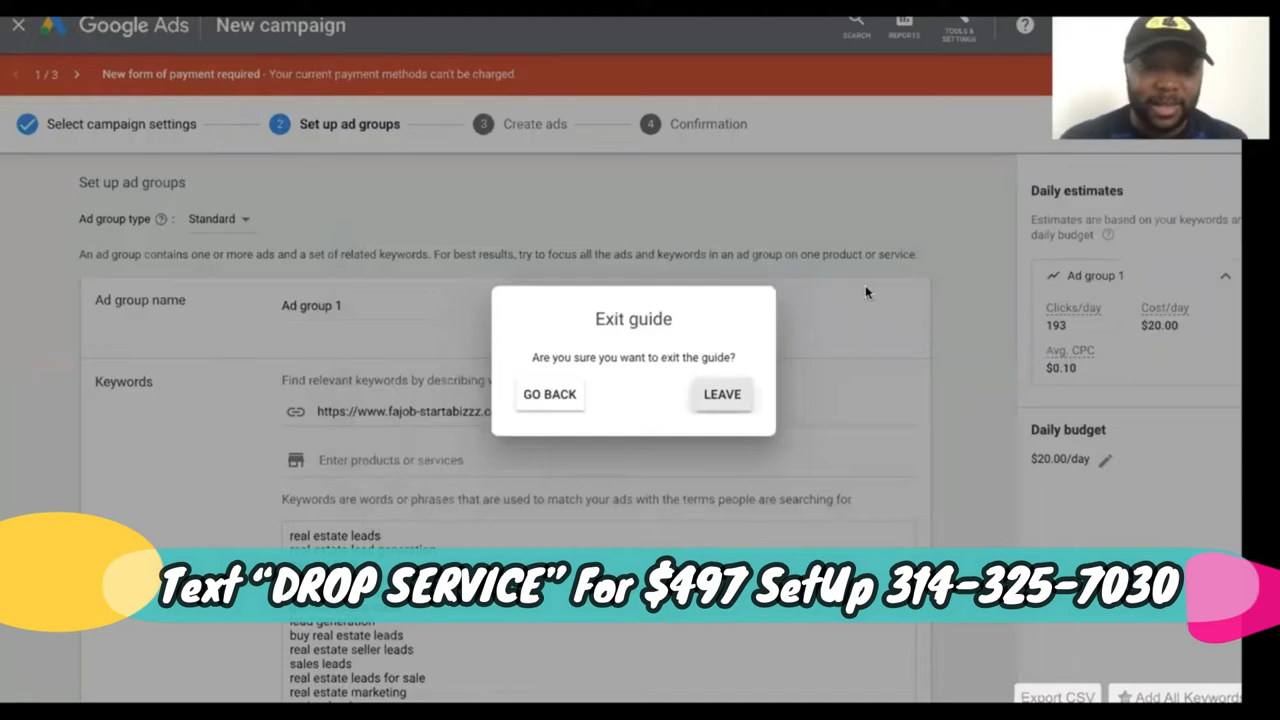 Google Ads
New campaign
SEARCH
REPORTS
TOOLS &
SETTINGS
1 / 3
New form of payment required - Your current payment methods can't be charged.
Select campaign settings
2
Set up ad groups
3
Create ads
4
Confirmation
Set up ad groups
Ad group type ? : Standard
An ad group contains one or more ads and a set of related keywords. For best results, try to focus all the ads and keywords in an ad group on one product or service.
Ad group name
Ad group 1
Exit guide
Are you sure you want to exit the guide?
GO BACK
LEAVE
Keywords
Find relevant keywords by describing
https://www.fajob-startabizzz.c
Enter products or services
Keywords are words or phrases that are used to match your ads with the terms people are searching for
real estate leads
real estate lead generation
Text “DROP SERVICE” For $497 SetUp 314-325-7030
lead generation
buy real estate leads
real estate seller leads
sales leads
real estate leads for sale
real estate marketing
Daily estimates
Estimates are based on your keywords
daily budget ?
Ad group 1
Clicks/day
193
Cost/day
$20.00
Avg. CPC
$0.10
Daily budget
$20.00/day
Export CSV
Add All Keywords